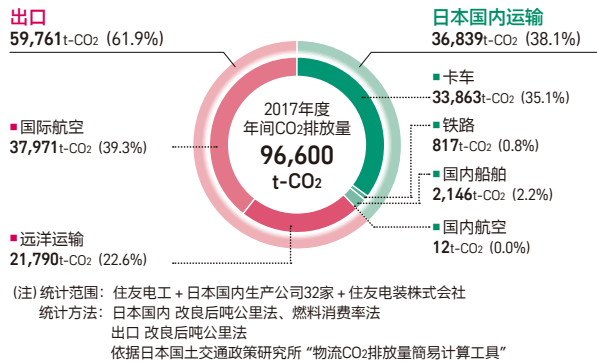 出口
59,761t-CO2 (61.9%)
日本国内运输
36,839t-CO2 (38.1%)
■卡车
33,863t-CO2 (35.1%)
■铁路
817t-CO2 (0.8%)
■国内船舶
2,146t-CO2 (2.2%)
■国内航空
12t-CO2 (0.0%)
■国际航空
37,971t-CO2 (39.3%)
■远洋运输
21,790t-CO2 (22.6%)
2017年度
年间CO2排放量
96,600
t-CO2
(注) 统计范围：住友电工 + 日本国内生产公司32家 + 住友电装株式会社
统计方法：日本国内 改良后吨公里法、燃料消费率法
出口 改良后吨公里法
依据日本国土交通政策研究所 “物流CO2排放量簡易计算工具”